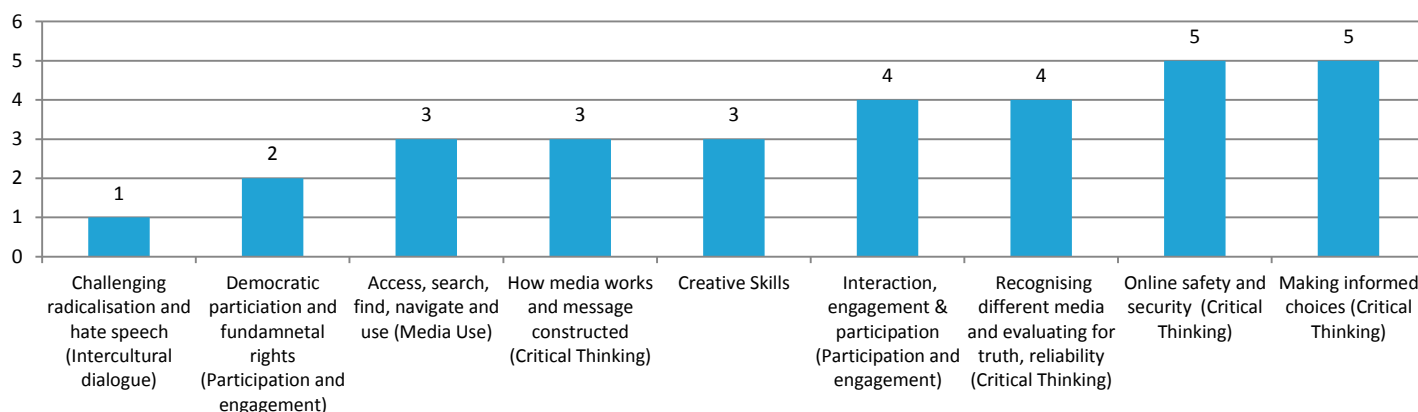 6
5
4
3
2
1
0
1
2
3
3
3
4
4
5
5
Challenging
radicalisation and
hate speech
(Intercultural
dialogue)
Democratic
particiation and
fundamnetal
rights
(Participation and
engagement)
Access, search,
find, navigate and
use (Media Use)
How media works
and message
constructed
(Critical Thinking)
Creative Skills
Interaction,
engagement &
participation
(Participation and
engagement)
Recognising
different media
and evaluating for
truth, reliability
(Critical Thinking)
Online safety and
security (Critical
Thinking)
Making informed
choices (Critical
Thinking)